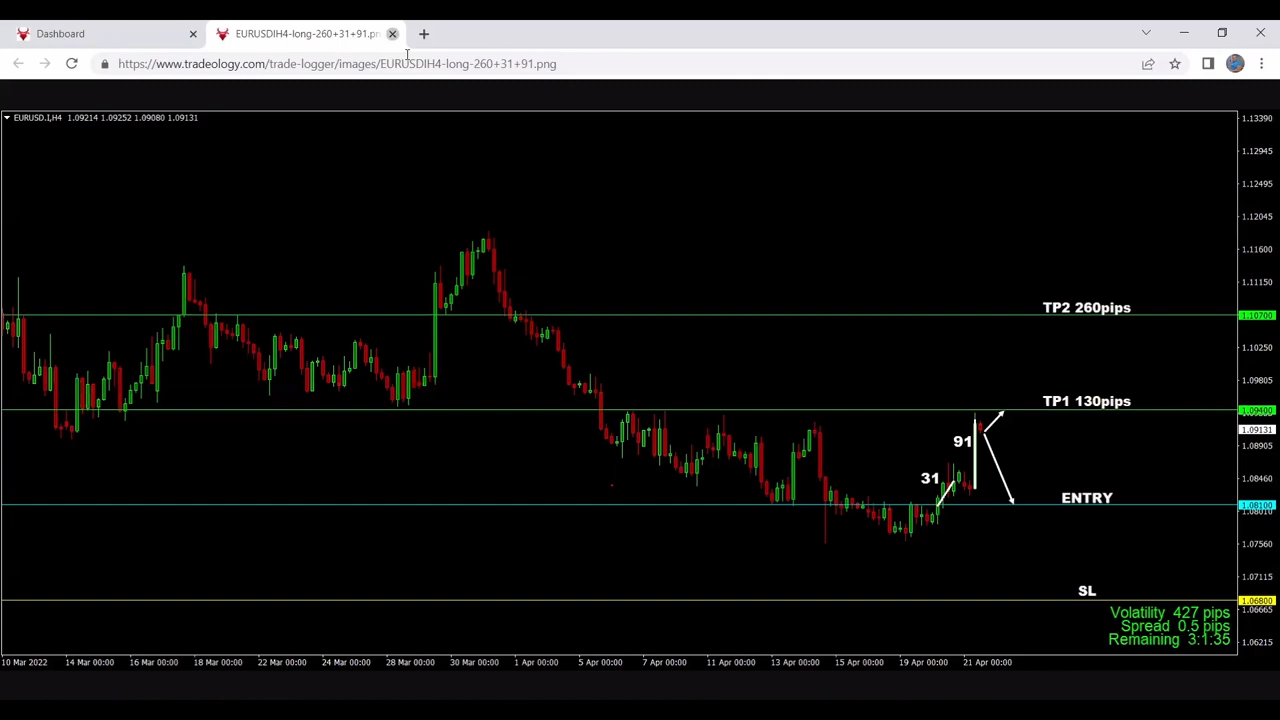 Dashboard
EURUSDIH4-long-260+31+91.pn
https://www.tradeology.com/trade-logger/images/EURUSDIH4-long-260+31+91.png
EURUSD.I,H4 1.09214 1.09252 1.09080 1.09131
1.13390
1.12945
1.12495
1.12045
1.11600
1.11150
TP2 260pips
1.10700
1.10250
1.09805
TP1 130pips
1.09400
1.09131
91
1.08905
31
1.08460
ENTRY
1.08100
1.08010
1.07560
1.07115
SL
1.06800
1.06665
Volatility 427 pips
Spread 0.5 pips
Remaining 3:1:35
1.06215
10 Mar 2022 14 Mar 00:00 16 Mar 00:00 18 Mar 00:00 22 Mar 00:00 24 Mar 00:00 28 Mar 00:00 30 Mar 00:00 1 Apr 00:00 5 Apr 00:00 7 Apr 00:00 11 Apr 00:00 13 Apr 00:00 15 Apr 00:00 19 Apr 00:00 21 Apr 00:00